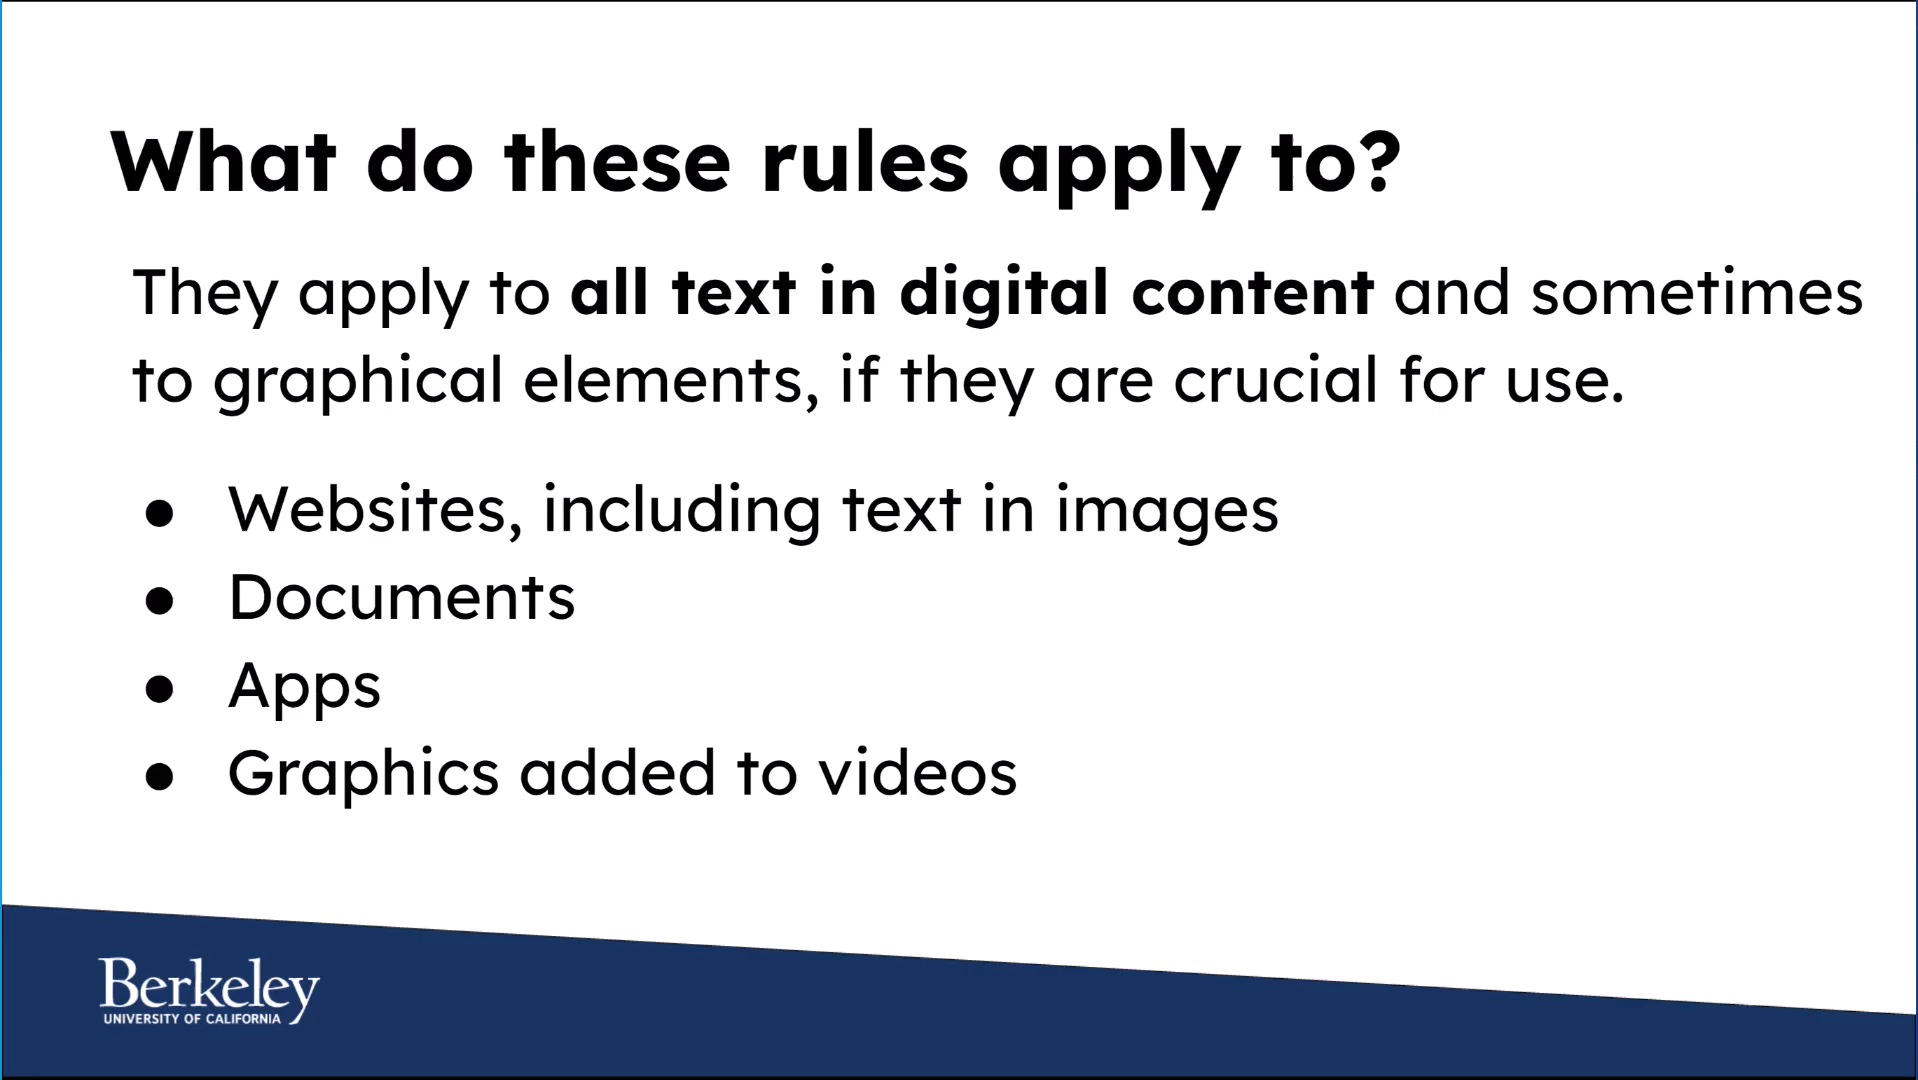 What do these rules apply to?
They apply to all text in digital content and sometimes
to graphical elements, if they are crucial for use.
● Websites, including text in images
● Documents
● Apps
● Graphics added to videos
Berkeley
UNIVERSITY OF CALIFORNIA